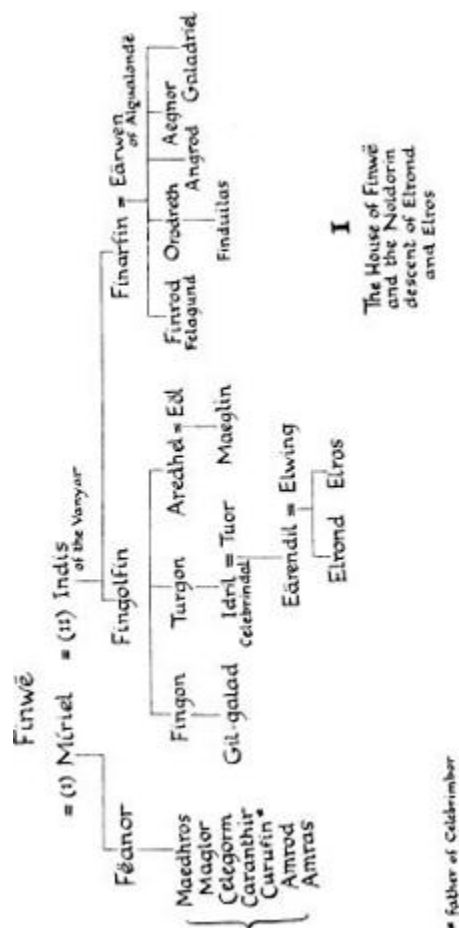 Finwë
= (1) Míriel = (11) Indis
of the Vanyar
Fëanor Fingolfin Finarfin = Eärwen
of Alqualondë
Maedhros
Maglor
Celegorm
Caranthir
Curufin*
Amrod
Amras
Fingon Turgon Aredhel = Eöl
Gil-galad Idril = Tuor Maeglin
Celebrindal
Eärendil = Elwing
Elrond Elros
Finrod Orodreth Aegnor
Felagund Angrod Galadriel
Finduilas
I
The House of Finwë
and the Noldorin
descent of Elrond
and Elros
* father of Celebrimbor